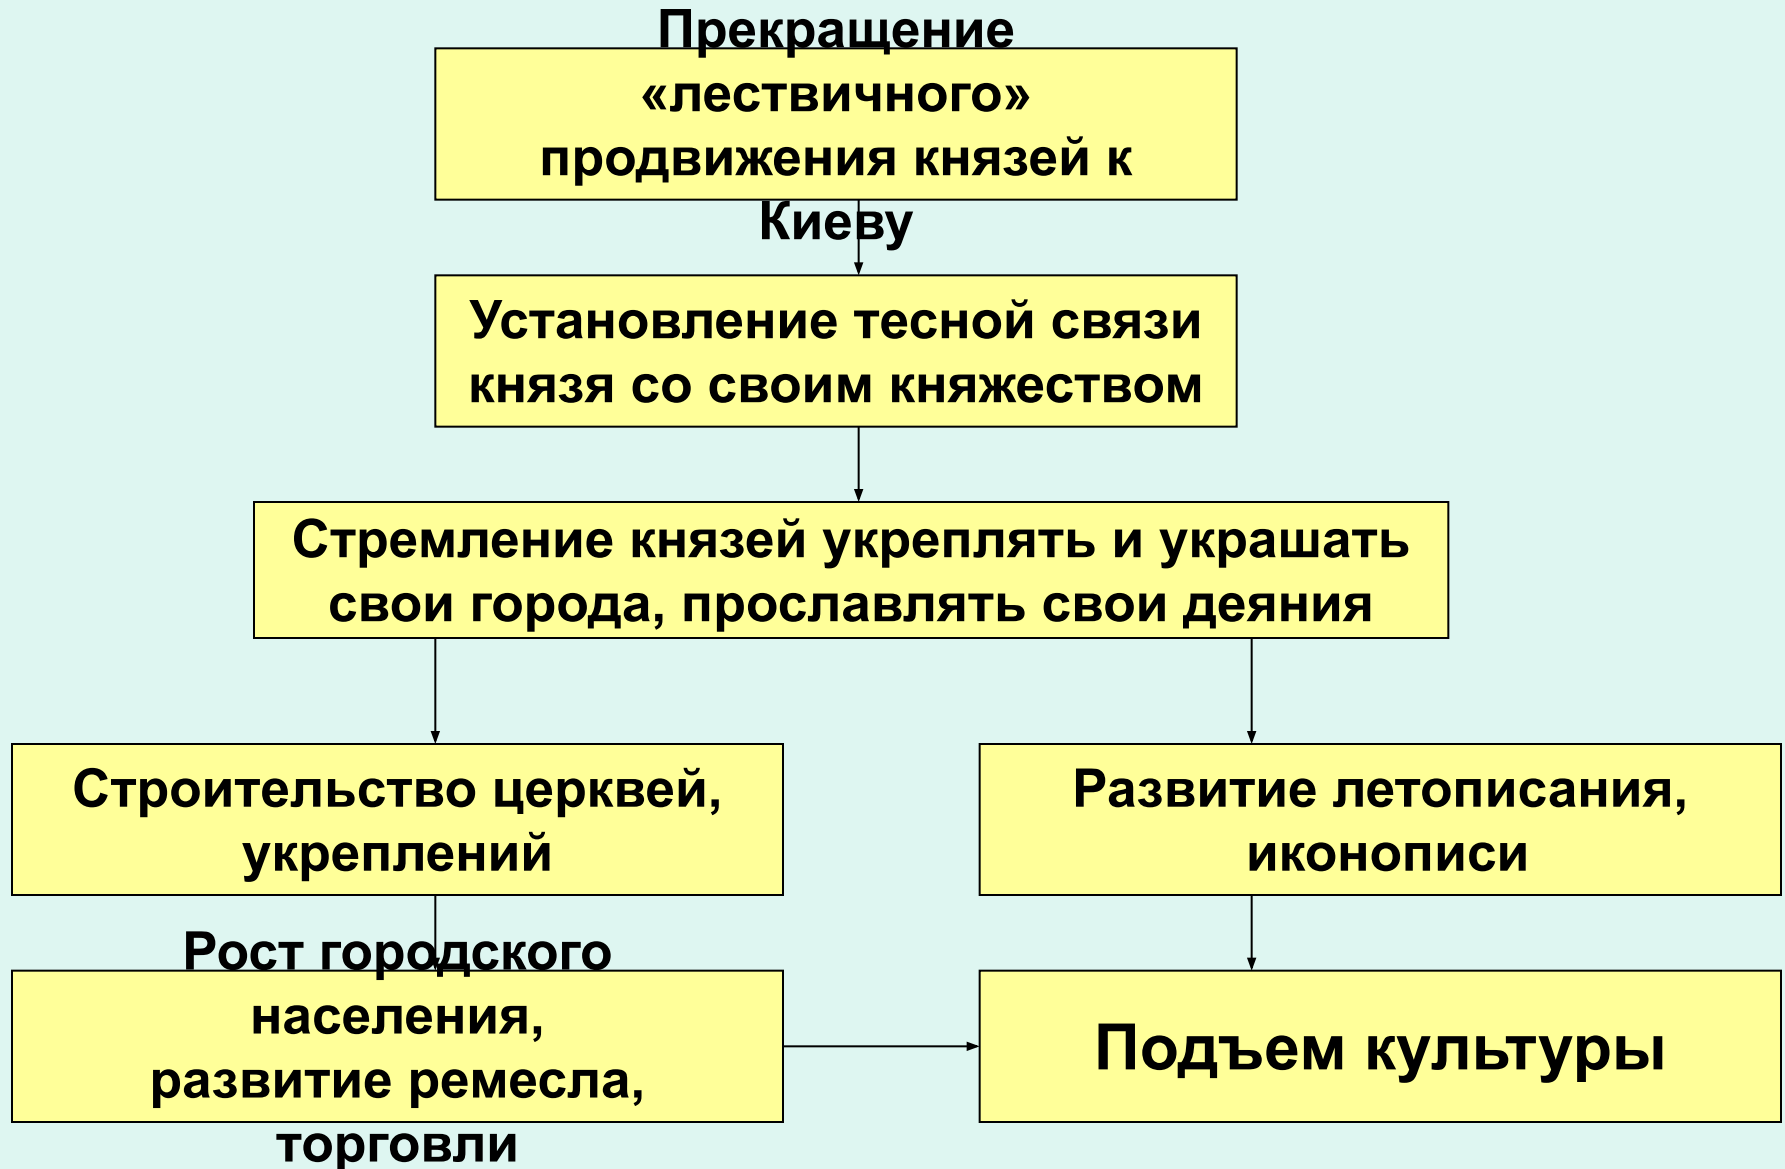 Прекращение
«лествичного»
продвижения князей к
Киеву
Установление тесной связи
князя со своим княжеством
Стремление князей укреплять и украшать
свои города, прославлять свои деяния
Строительство церквей,
укреплений
Развитие летописания,
иконописи
Рост городского
населения,
развитие ремесла,
торговли
Подъем культуры